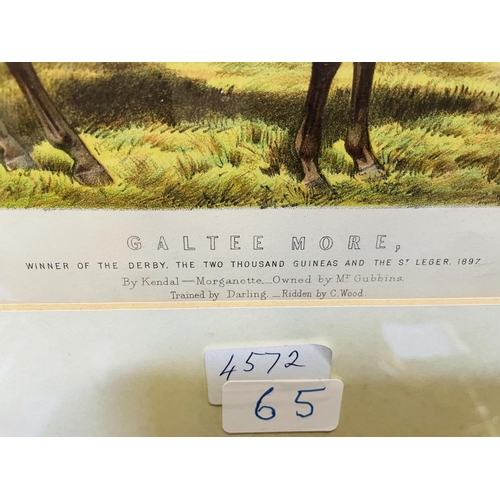 GALTEE MORE,
WINNER OF THE DERBY, THE TWO THOUSAND GUINEAS AND THE ST LEGER, 1897
By Kendal — Morganette, _ Owned by Mr Gubbins.
Trained by Darling. _ Ridden by C. Wood.
4572
65